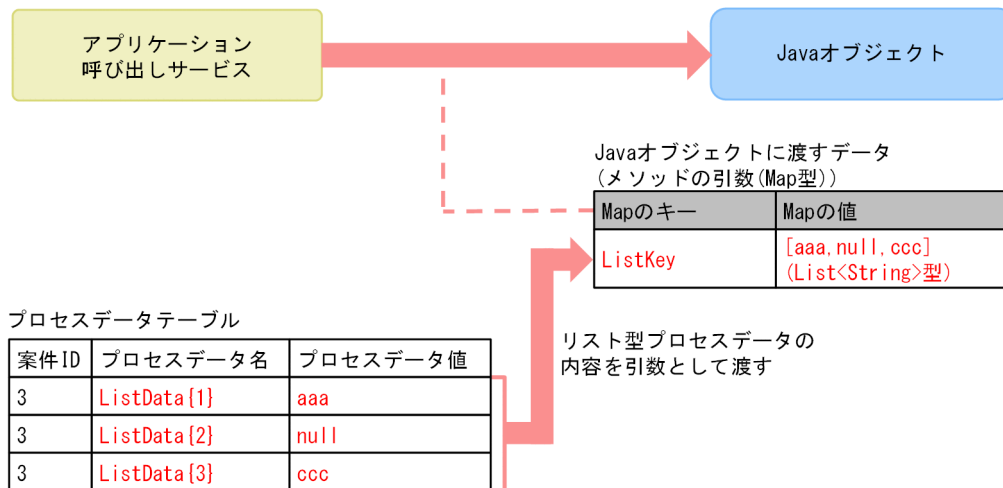 アプリケーション
呼び出しサービス
Javaオブジェクト
Javaオブジェクトに渡すデータ
(メソッドの引数(Map型))
Mapのキー Mapの値
ListKey [aaa,null,ccc]
(List<String>型)
プロセスデータテーブル
リスト型プロセスデータの
内容を引数として渡す
案件ID プロセスデータ名 プロセスデータ値
3 ListData{1} aaa
3 ListData{2} null
3 ListData{3} ccc